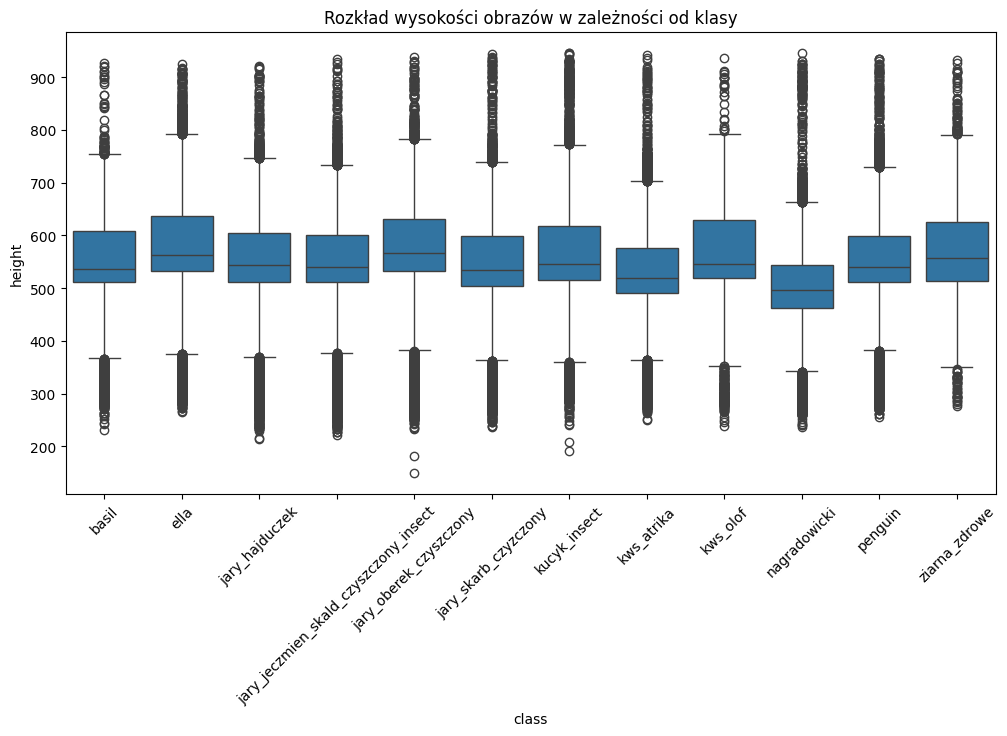 Rozkład wysokości obrazów w zależności od klasy
height
900
800
700
600
500
400
300
200
basil
ella
jary_hajduczek
jary_jeczmien_skald_czyszczony_insect
jary_oberek_czyszczony
jary_skarb_czyzczony
kucyk_insect
kws_atrika
kws_olof
nagradowicki
penguin
ziarna_zdrowe
class